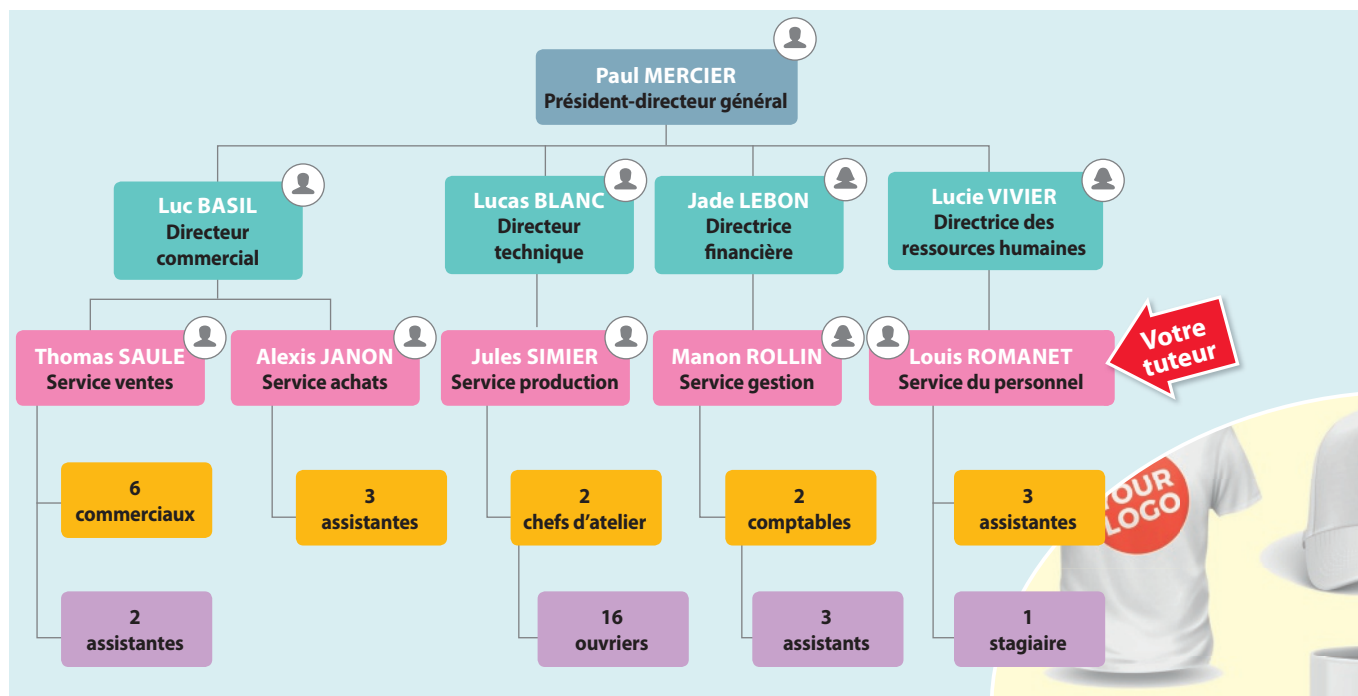 Paul MERCIER
Président-directeur général
Luc BASIL
Directeur
commercial
Lucas BLANC
Directeur
technique
Jade LEBON
Directrice
financière
Lucie VIVIER
Directrice des
ressources humaines
Thomas SAULE
Service ventes
Alexis JANON
Service achats
Jules SIMIER
Service production
Manon ROLLIN
Service gestion
Louis ROMANET
Service du personnel
Votre
tuteur
6
commerciaux
3
assistantes
2
chefs d’atelier
2
comptables
3
assistantes
YOUR
LOGO
2
assistantes
16
ouvriers
3
assistants
1
stagiaire